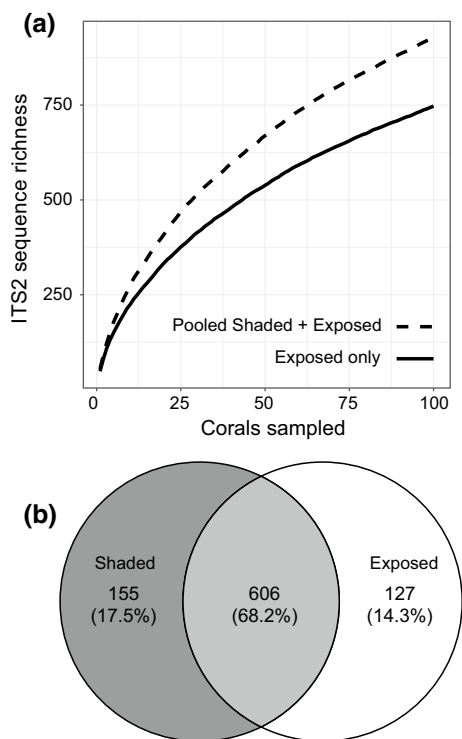 (a)
ITS2 sequence richness
750
500
250
Pooled Shaded + Exposed
Exposed only
0 25 50 75 100
Corals sampled
(b)
Shaded
155
(17.5%)
606
(68.2%)
Exposed
127
(14.3%)